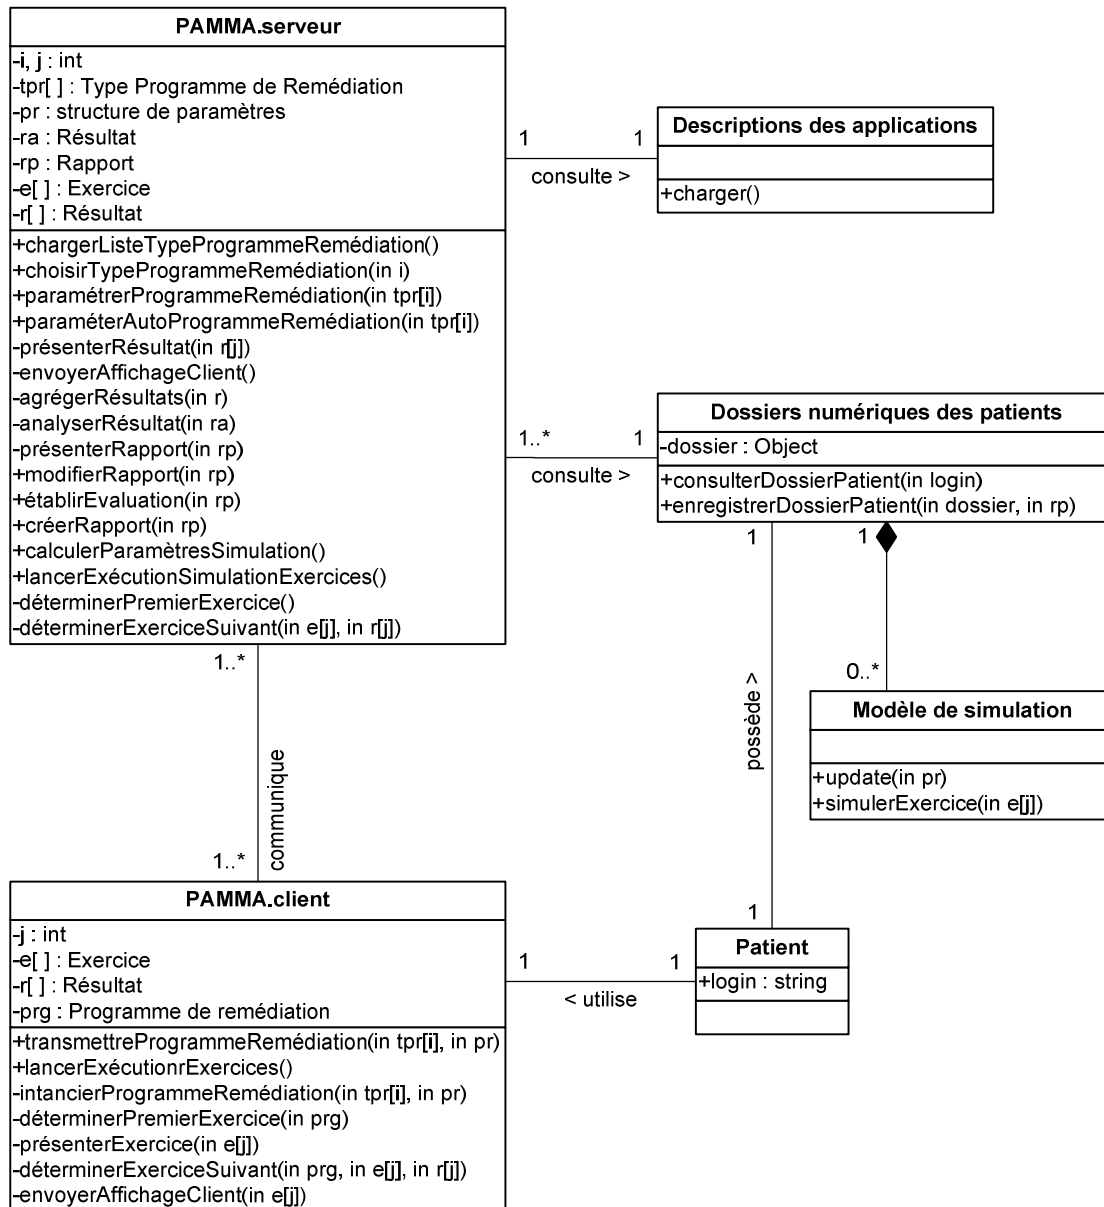 PAMMA.serveur
-i, j : int
-tpr[ ] : Type Programme de Remédiation
-pr : structure de paramètres
-ra : Résultat
-rp : Rapport
-e[ ] : Exercice
-r[ ] : Résultat
+chargerListeTypeProgrammeRemédiation()
+choisirTypeProgrammeRemédiation(in i)
+paramétrerProgrammeRemédiation(in tpr[i])
+paraméterAutoProgrammeRemédiation(in tpr[i])
-présenterRésultat(in r[j])
-envoyerAffichageClient()
-agrégerRésultats(in r)
-analyserRésultat(in ra)
-présenterRapport(in rp)
+modifierRapport(in rp)
+établirEvaluation(in rp)
+créerRapport(in rp)
+calculerParamètresSimulation()
+lancerExécutionSimulationExercices()
-déterminerPremierExercice()
-déterminerExerciceSuivant(in e[j], in r[j])
1 1
consulte >
Descriptions des applications
+charger()
1..* 1
consulte >
Dossiers numériques des patients
-dossier : Object
+consulterDossierPatient(in login)
+enregistrerDossierPatient(in dossier, in rp)
1 1
1..*
0..*
possède >
Modèle de simulation
+update(in pr)
+simulerExercice(in e[j])
communique
1..*
PAMMA.client
-j : int
-e[ ] : Exercice
-r[ ] : Résultat
-prg : Programme de remédiation
+transmettreProgrammeRemédiation(in tpr[i], in pr)
+lancerExécutionrExercices()
-intancierProgrammeRemédiation(in tpr[i], in pr)
-déterminerPremierExercice(in prg)
-présenterExercice(in e[j])
-déterminerExerciceSuivant(in prg, in e[j], in r[j])
-envoyerAffichageClient(in e[j])
1 1
< utilise
1
Patient
+login : string